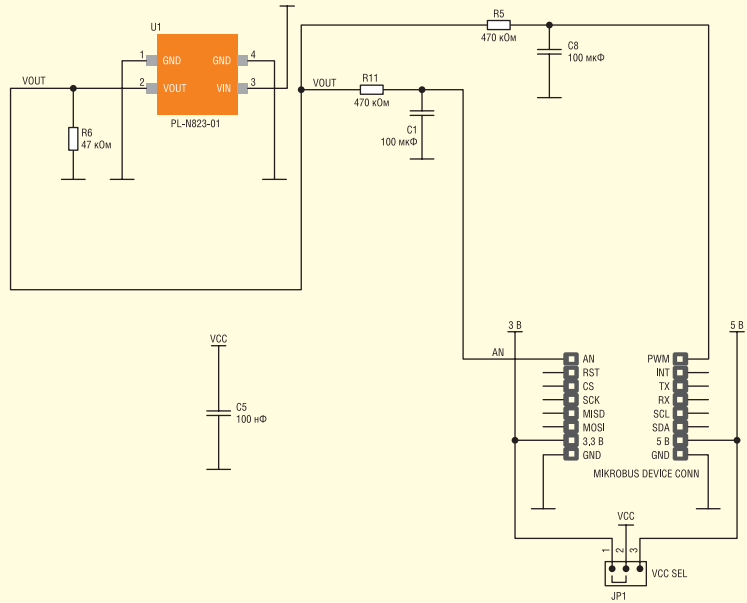 U1
1
GND
GND
4
2
VOUT
VIN
3
PL-N823-01
VOUT
R6
47 кОм
VOUT
R11
470 кОм
C1
100 мкФ
R5
470 кОм
C8
100 мкФ
VCC
C5
100 нФ
3 В
5 В
AN
AN
RST
CS
SCK
MISD
MOSI
3,3 В
GND
PWM
INT
TX
RX
SCL
SDA
5 В
GND
MIKROBUS DEVICE CONN
VCC
1
2
3
VCC SEL
JP1